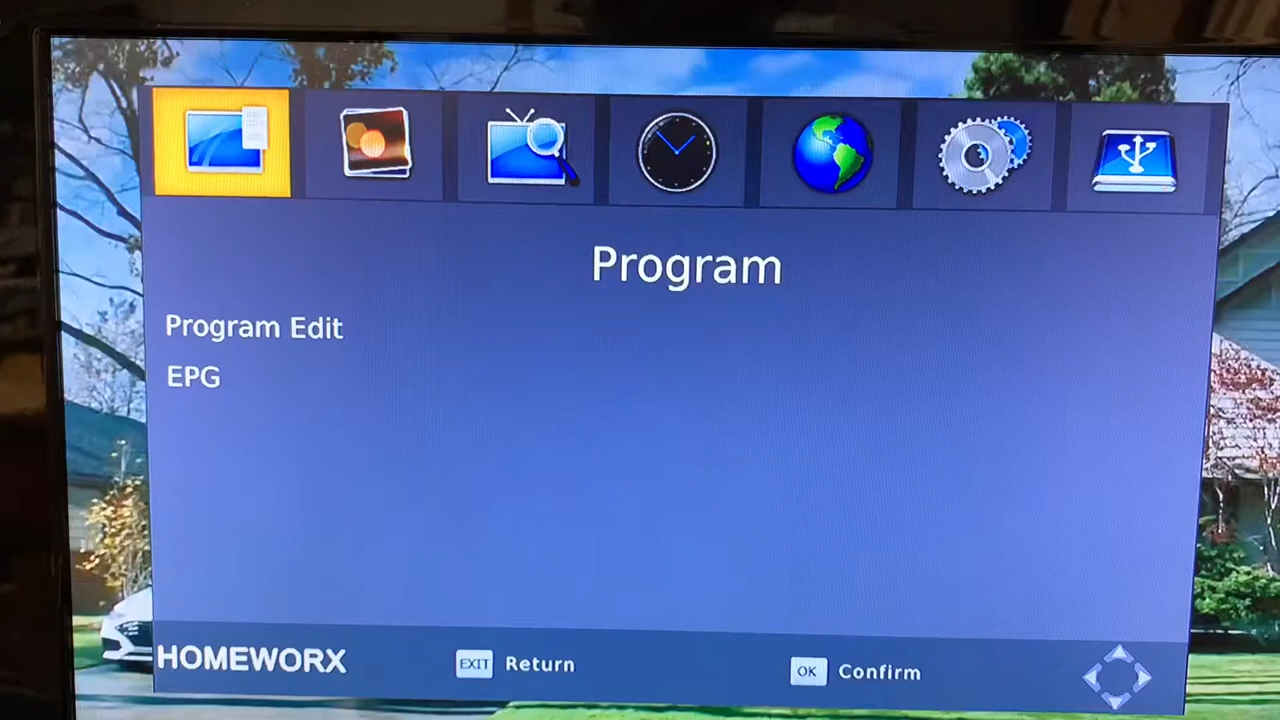 Program
Program Edit
EPG
HOMEWORX
EXIT Return
OK Confirm